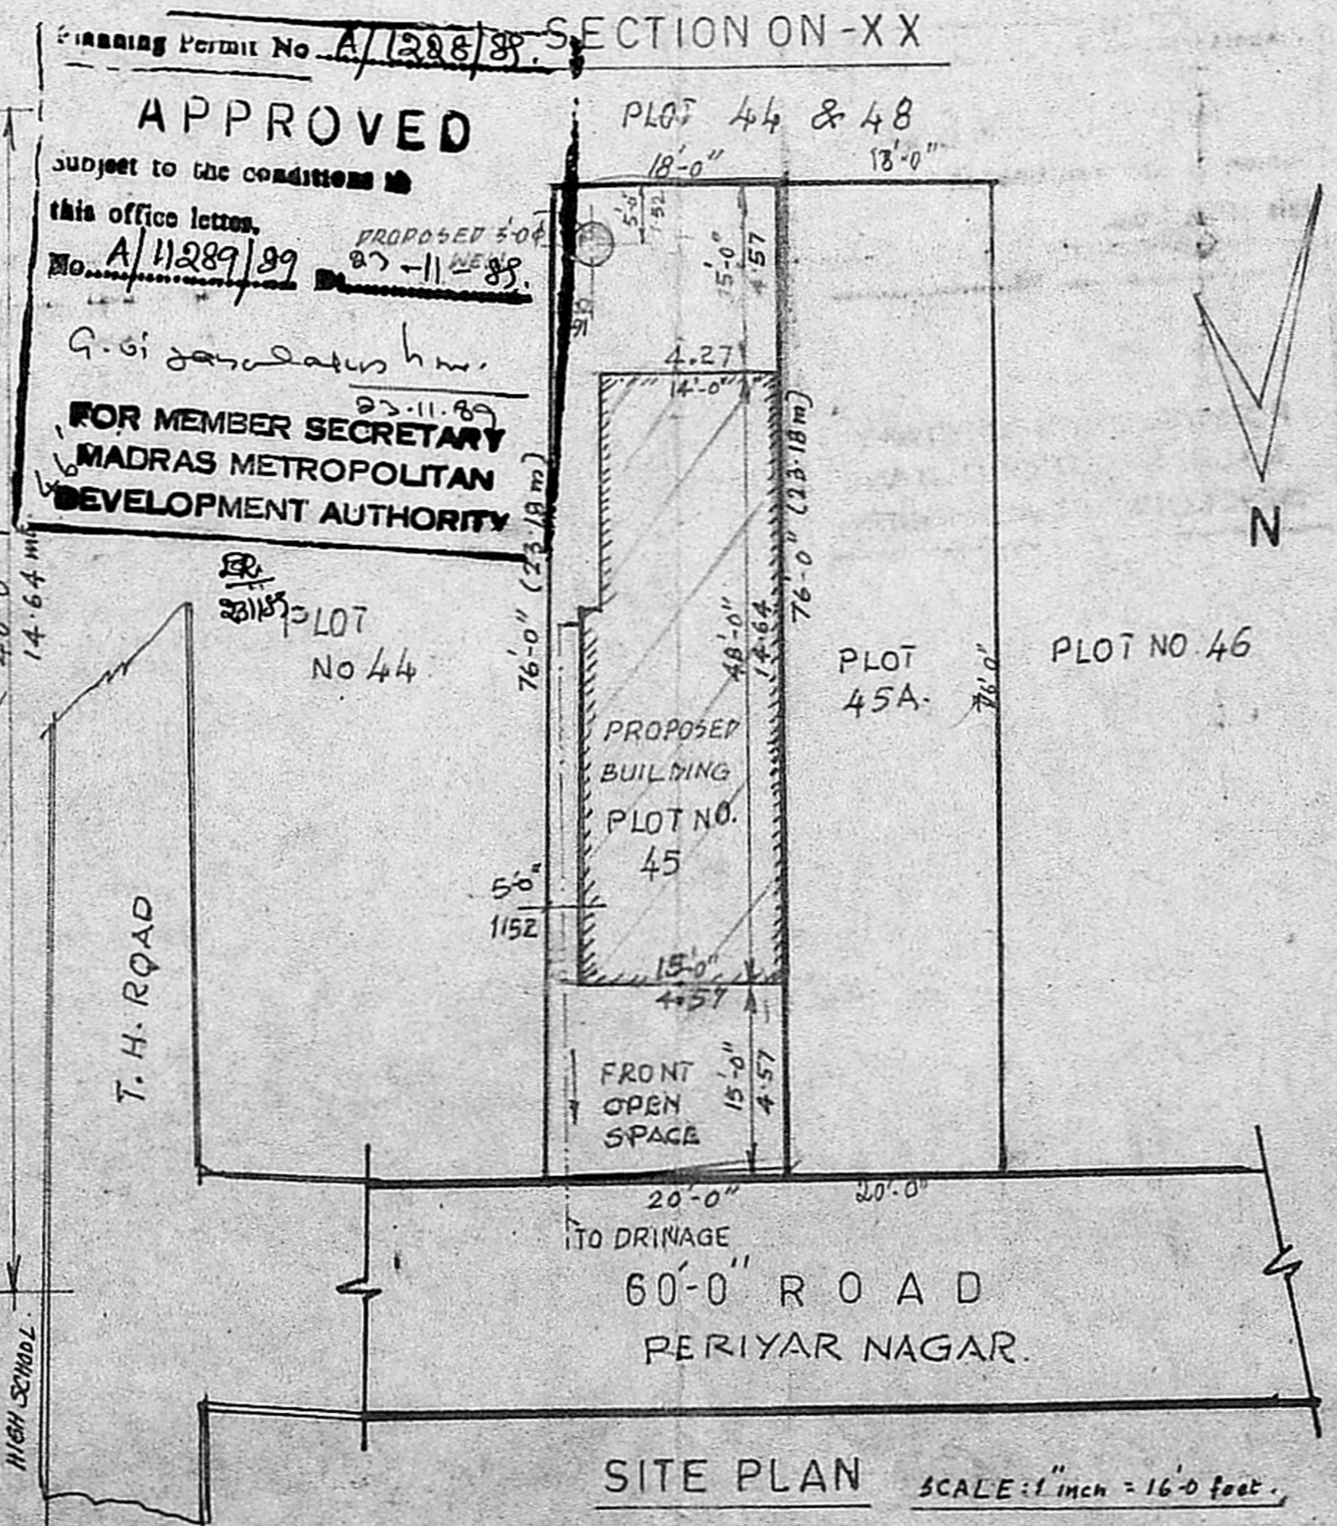 SECTION ON-XX
Planning Permit No A/1228/89.
APPROVED
Subject to the conditions in
this office letter.
No. A/11289/89 Dt. 23-11-89.
23.11.89
FOR MEMBER SECRETARY
MADRAS METROPOLITAN
DEVELOPMENT AUTHORITY
PLOT 44 & 48
18'-0"
18'-0"
PROPOSED 3'-0φ
WELL
5'-0"
1.52
15'-0"
4.57
4.27
14'-0"
76'-0" (23.18 m)
76'-0" (23.18m)
48'-0"
14.64
14.64 m
PLOT
NO 44
PLOT
45A.
76'0"
PLOT NO. 46
N
PROPOSED
BUILDING
PLOT NO.
45
5'-0"
1.52
15'-0"
4.57
15'-0"
4.57
FRONT
OPEN
SPACE
T. H. ROAD
20'-0"
20'-0"
TO DRINAGE
60'-0" ROAD
PERIYAR NAGAR.
HIGH SCHOOL.
SITE PLAN
SCALE: 1" inch = 16'-0 feet.